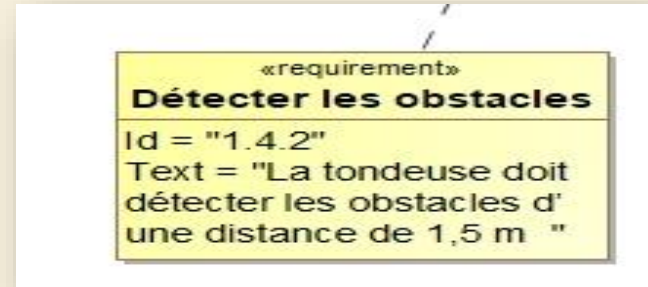 «requirement»
Détecter les obstacles
Id = "1.4.2"
Text = "La tondeuse doit
détecter les obstacles d'
une distance de 1,5 m  "